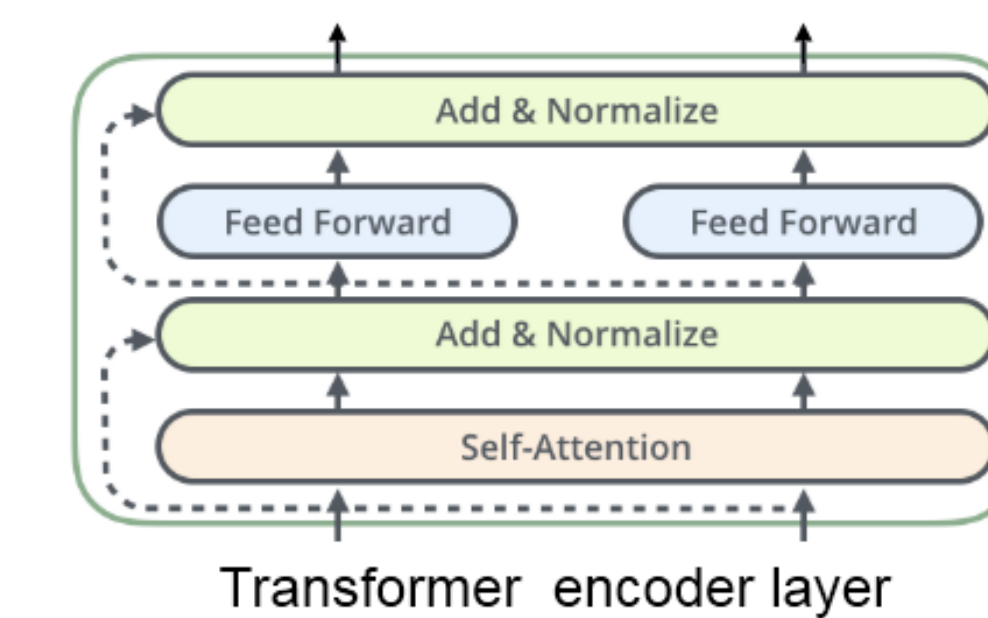 Add & Normalize
Feed Forward Feed Forward
Add & Normalize
Self-Attention
Transformer encoder layer